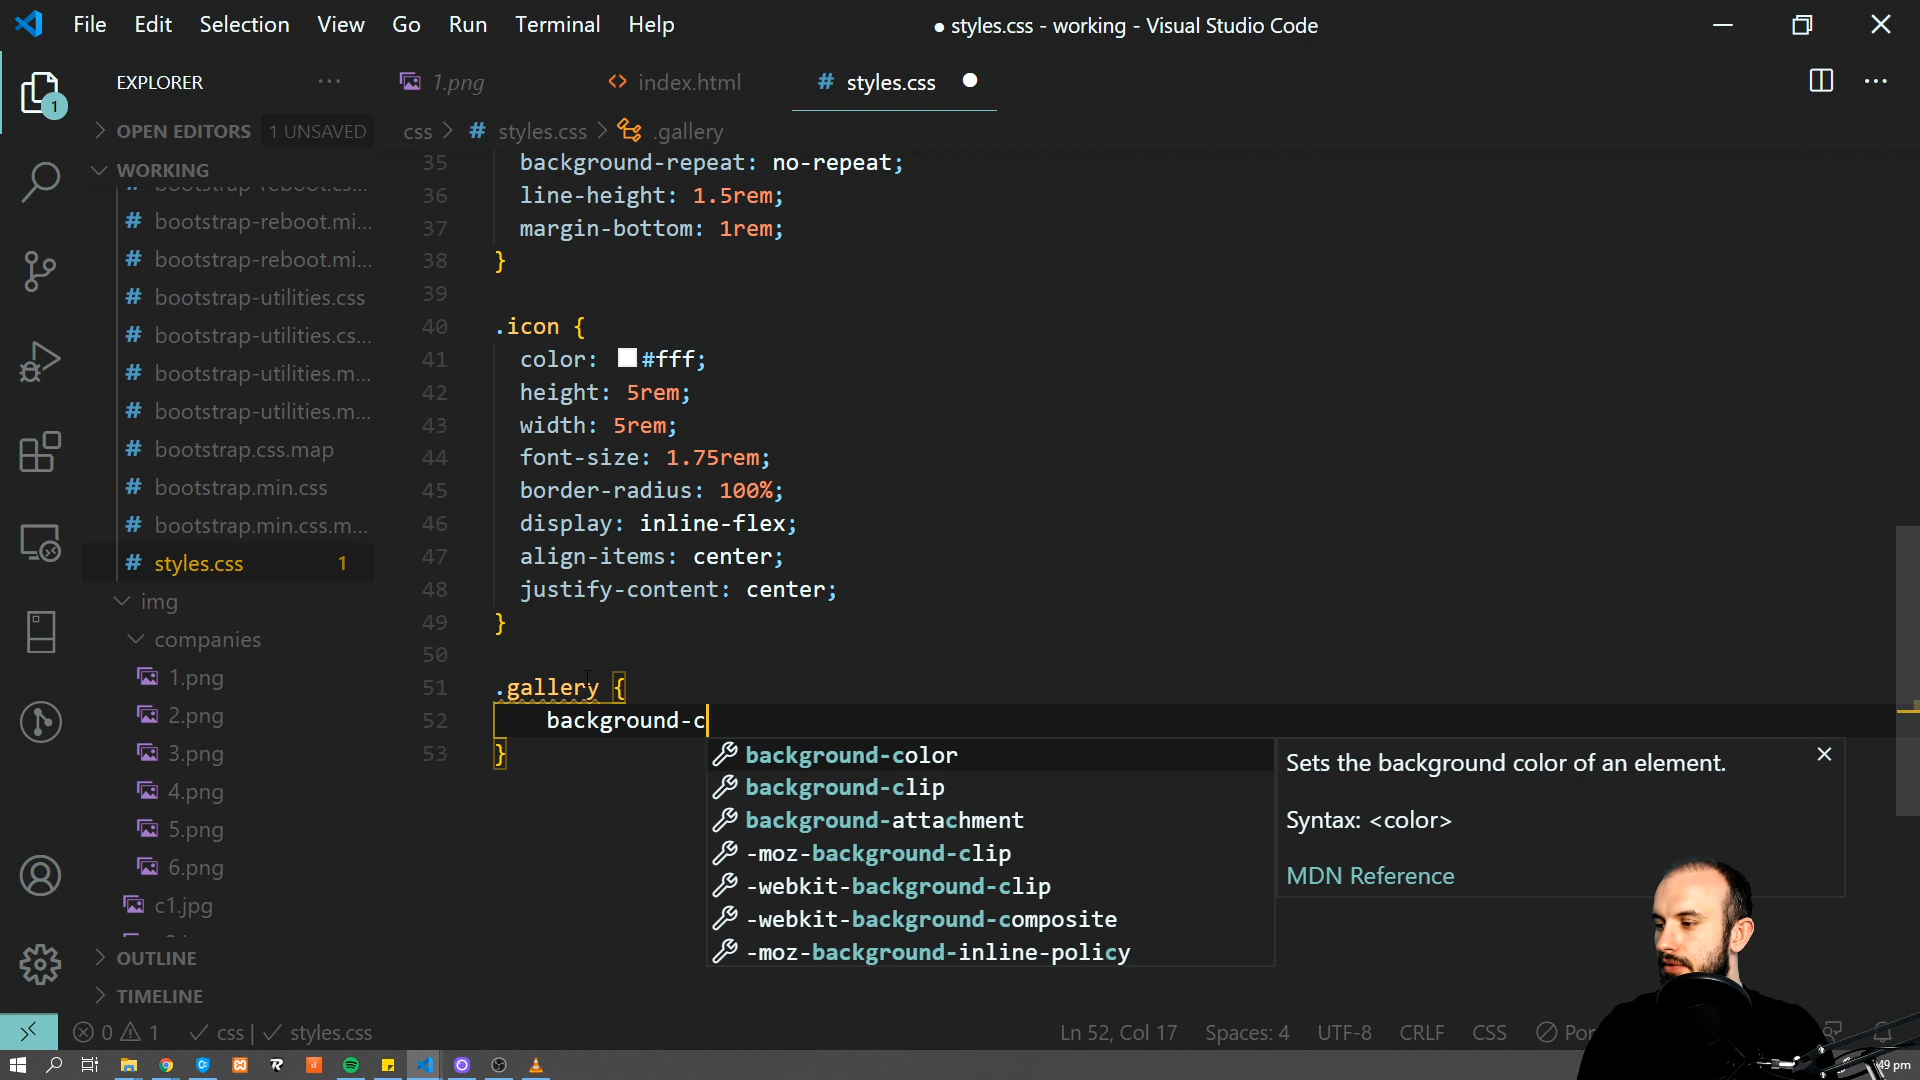 File Edit Selection View Go Run Terminal Help
● styles.css - working - Visual Studio Code
EXPLORER ···
1.png
<> index.html
# styles.css ●
1
OPEN EDITORS 1 UNSAVED
css > # styles.css > .gallery
WORKING
bootstrap-reboot.cs...
# bootstrap-reboot.mi...
# bootstrap-reboot.mi...
# bootstrap-utilities.css
# bootstrap-utilities.cs...
# bootstrap-utilities.m...
# bootstrap-utilities.m...
# bootstrap.css.map
# bootstrap.min.css
# bootstrap.min.css.m...
# styles.css 1
img
companies
1.png
2.png
3.png
4.png
5.png
6.png
c1.jpg
OUTLINE
TIMELINE
35 background-repeat: no-repeat;
36 line-height: 1.5rem;
37 margin-bottom: 1rem;
38 }
39
40 .icon {
41 color: #fff;
42 height: 5rem;
43 width: 5rem;
44 font-size: 1.75rem;
45 border-radius: 100%;
46 display: inline-flex;
47 align-items: center;
48 justify-content: center;
49 }
50
51 .gallery {
52 background-c
53 }
background-color
background-clip
background-attachment
-moz-background-clip
-webkit-background-clip
-webkit-background-composite
-moz-background-inline-policy
Sets the background color of an element.
Syntax: <color>
MDN Reference
0 1 ✓ css | ✓ styles.css
Ln 52, Col 17 Spaces: 4 UTF-8 CRLF CSS
49 pm